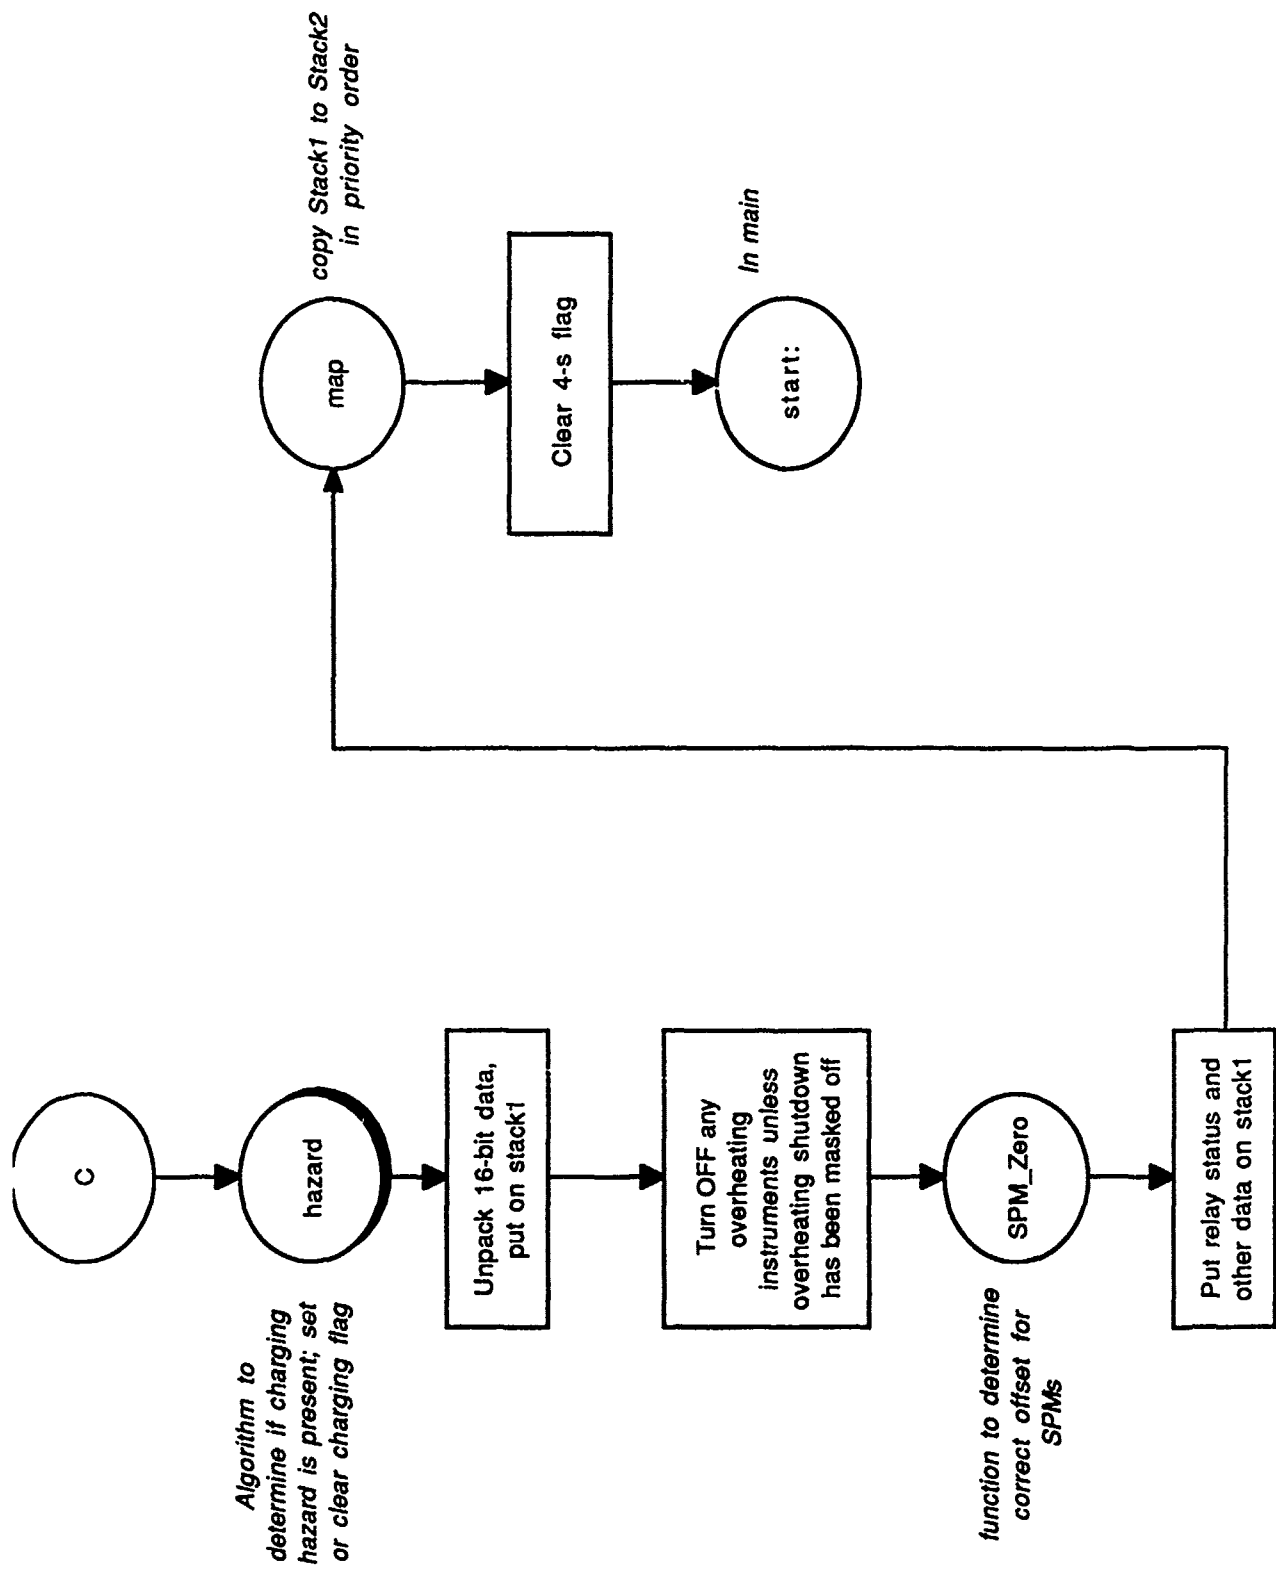 C
Algorithm to
determine if charging
hazard is present; set
or clear charging flag
hazard
Unpack 16-bit data,
put on stack1
Turn OFF any
overheating
instruments unless
overheating shutdown
has been masked off
function to determine
correct offset for
SPMs
SPM_Zero
Put relay status and
other data on stack1
map
copy Stack1 to Stack2
in priority order
Clear 4-s flag
start:
In main